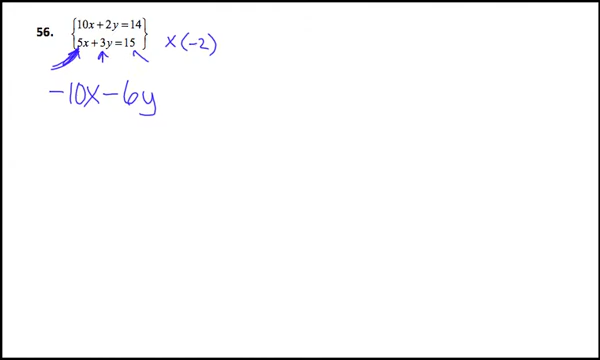 56. 10x + 2y = 14
5x + 3y = 15 x (-2)
-10x - 6y